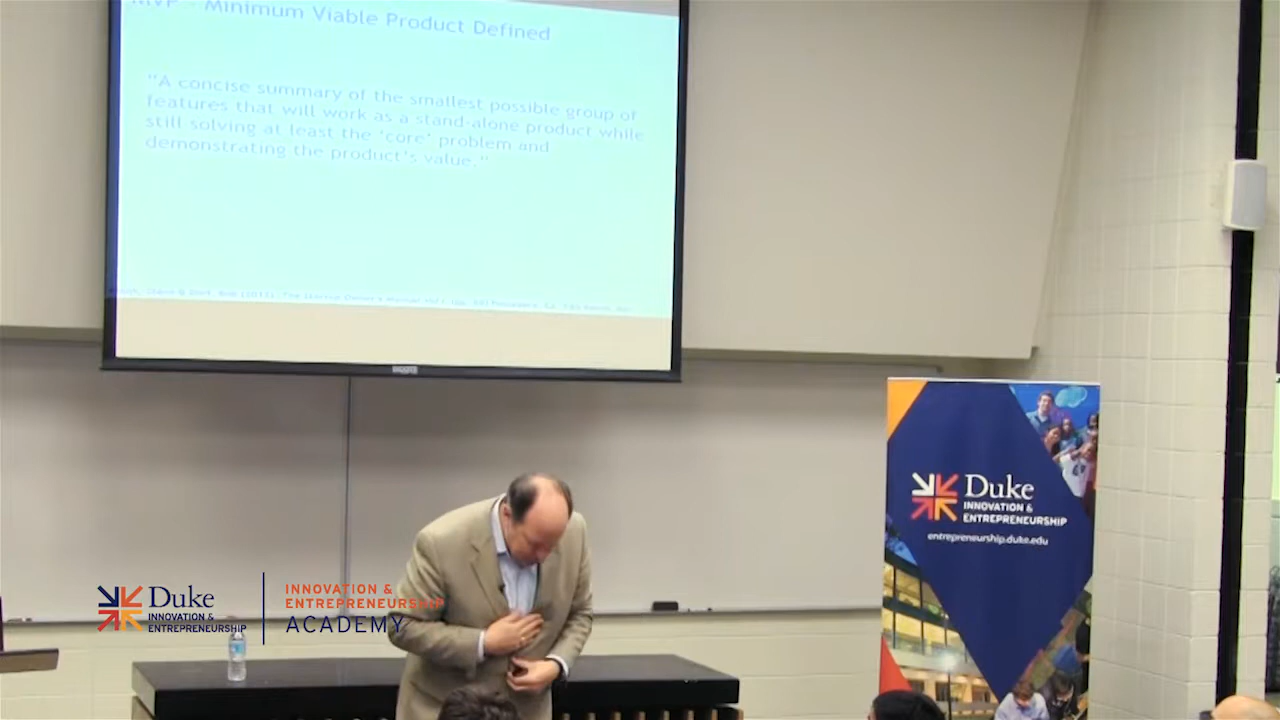 MVP - Minimum Viable Product Defined
"A concise summary of the smallest possible group of
features that will work as a stand-alone product while
still solving at least the 'core' problem and
demonstrating the product's value."
Duke
INNOVATION &
ENTREPRENEURSHIP
entrepreneurship.duke.edu
Duke
INNOVATION &
ENTREPRENEURSHIP
INNOVATION &
ENTREPRENEURSHIP
ACADEMY